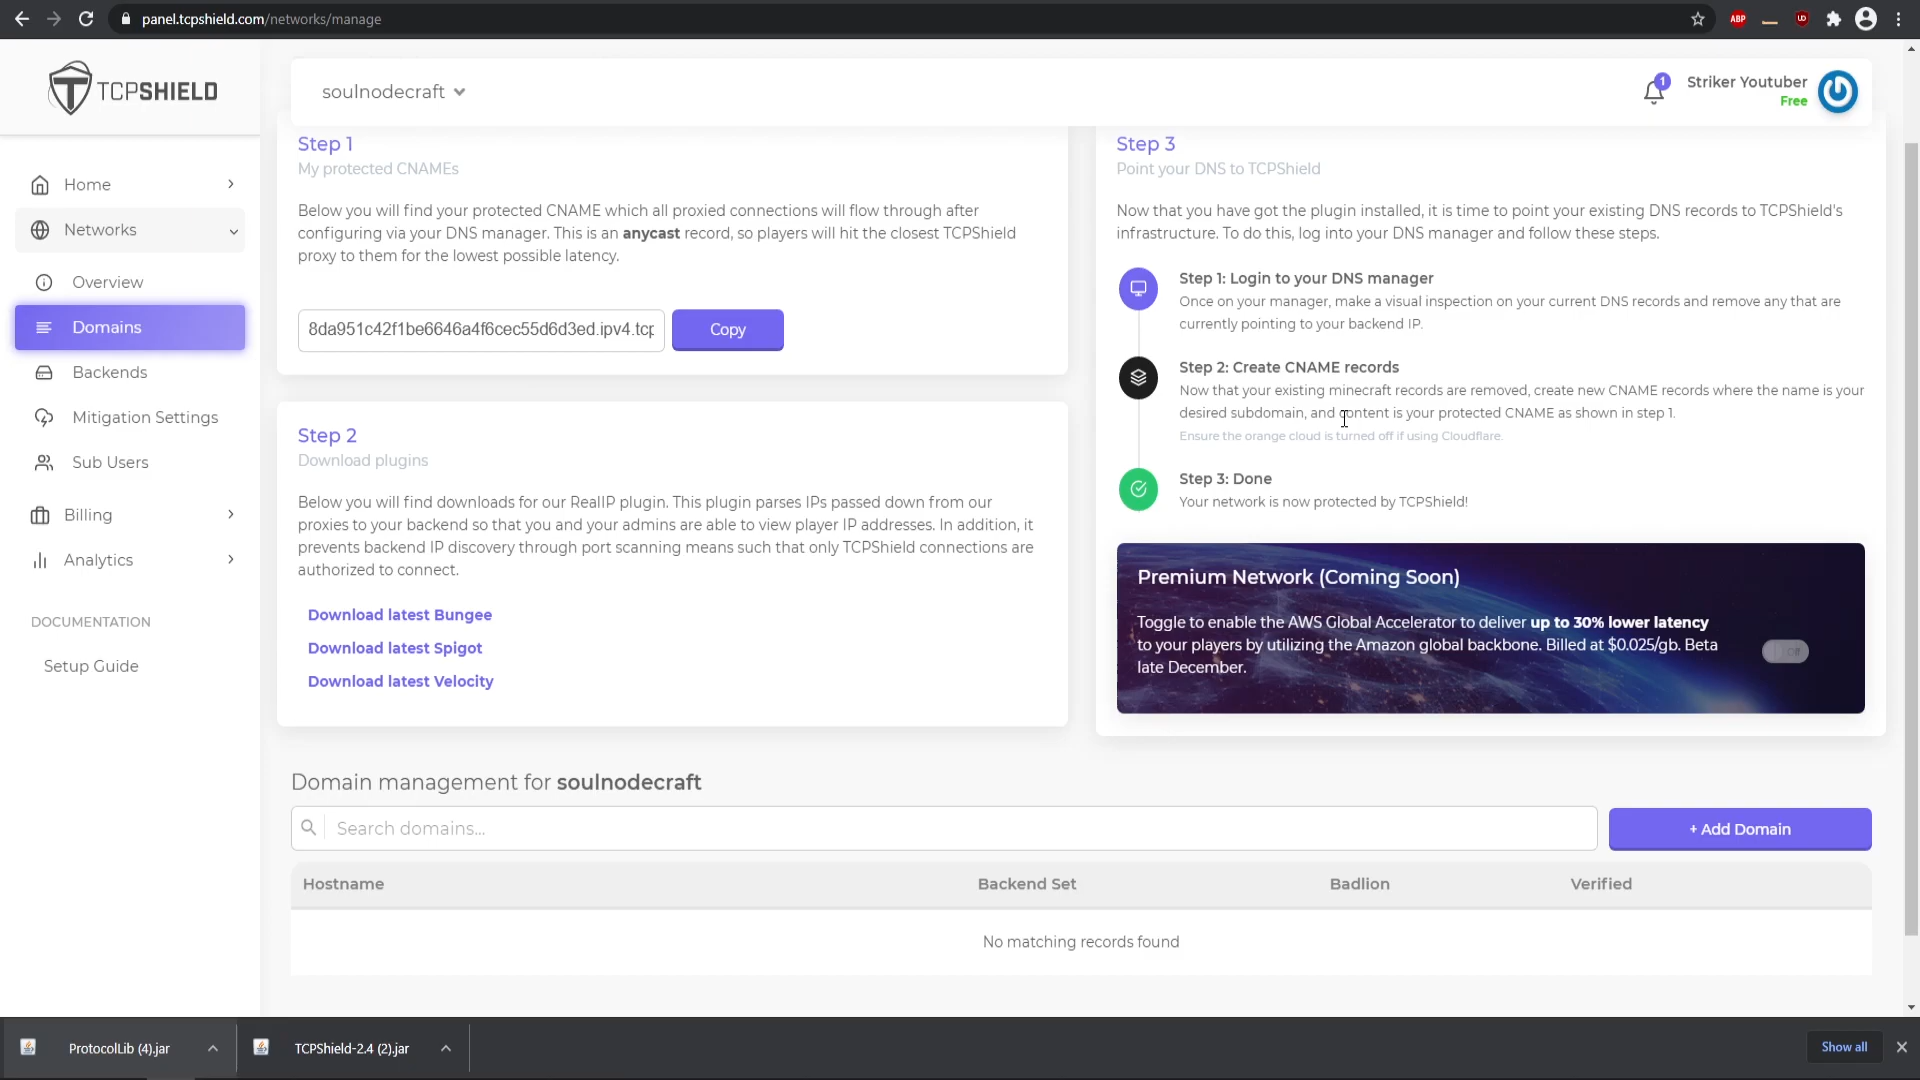 panel.tcpshield.com/networks/manage
ABP
TCPSHIELD
soulnodecraft
1
Striker Youtuber
Free
Home
Networks
Overview
Domains
Backends
Mitigation Settings
Sub Users
Billing
Analytics
DOCUMENTATION
Setup Guide
Step 1
My protected CNAMEs
Below you will find your protected CNAME which all proxied connections will flow through after
configuring via your DNS manager. This is an anycast record, so players will hit the closest TCPShield
proxy to them for the lowest possible latency.
8da951c42f1be6646a4f6cec55d6d3ed.ipv4.tcp
Copy
Step 2
Download plugins
Below you will find downloads for our RealIP plugin. This plugin parses IPs passed down from our
proxies to your backend so that you and your admins are able to view player IP addresses. In addition, it
prevents backend IP discovery through port scanning means such that only TCPShield connections are
authorized to connect.
Download latest Bungee
Download latest Spigot
Download latest Velocity
Step 3
Point your DNS to TCPShield
Now that you have got the plugin installed, it is time to point your existing DNS records to TCPShield's
infrastructure. To do this, log into your DNS manager and follow these steps.
Step 1: Login to your DNS manager
Once on your manager, make a visual inspection on your current DNS records and remove any that are
currently pointing to your backend IP.
Step 2: Create CNAME records
Now that your existing minecraft records are removed, create new CNAME records where the name is your
desired subdomain, and content is your protected CNAME as shown in step 1.
Ensure the orange cloud is turned off if using Cloudflare.
Step 3: Done
Your network is now protected by TCPShield!
Premium Network (Coming Soon)
Toggle to enable the AWS Global Accelerator to deliver up to 30% lower latency
to your players by utilizing the Amazon global backbone. Billed at $0.025/gb. Beta
late December.
Off
Domain management for soulnodecraft
Search domains...
+ Add Domain
Hostname
Backend Set
Badlion
Verified
No matching records found
ProtocolLib (4).jar
TCPShield-2.4 (2).jar
Show all